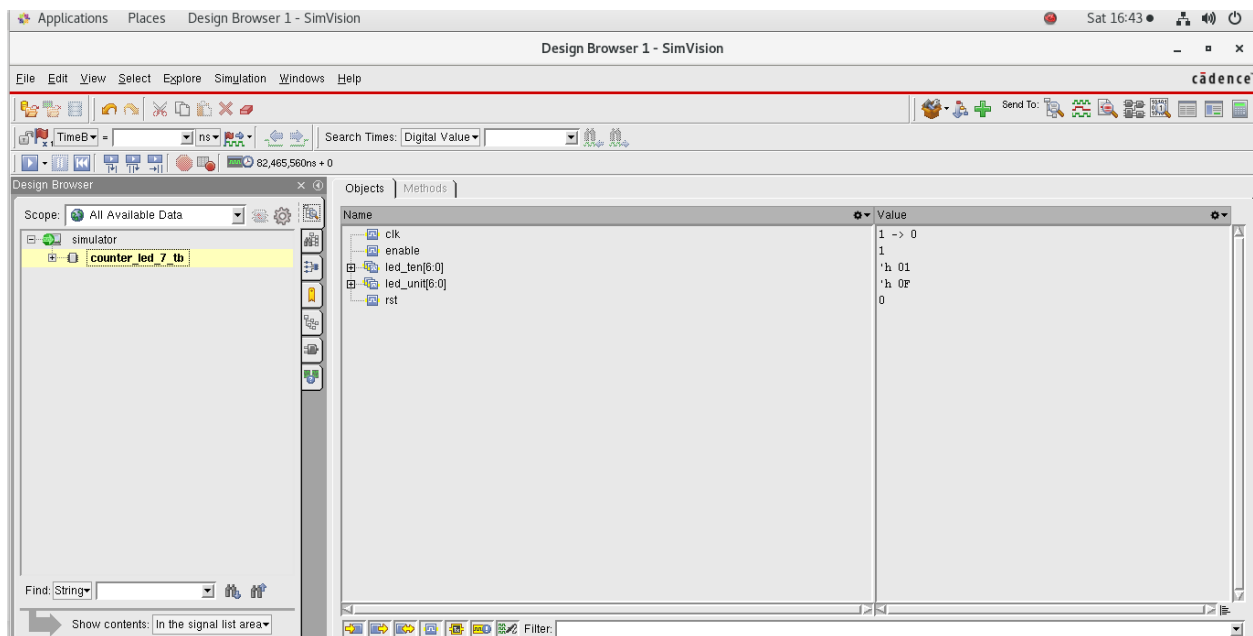 Applications Places Design Browser 1 - SimVision Sat 16:43
Design Browser 1 - SimVision
File Edit View Select Explore Simulation Windows Help cādence
Send To:
TimeB = ns Search Times: Digital Value
82,465,560ns + 0
Design Browser Objects Methods
Scope: All Available Data
Name Value
simulator
counter_led_7_tb
clk 1 -> 0
enable 1
led_ten[6:0] 'h 01
led_unit[6:0] 'h 0F
rst 0
Find: String
Show contents: In the signal list area
Filter: